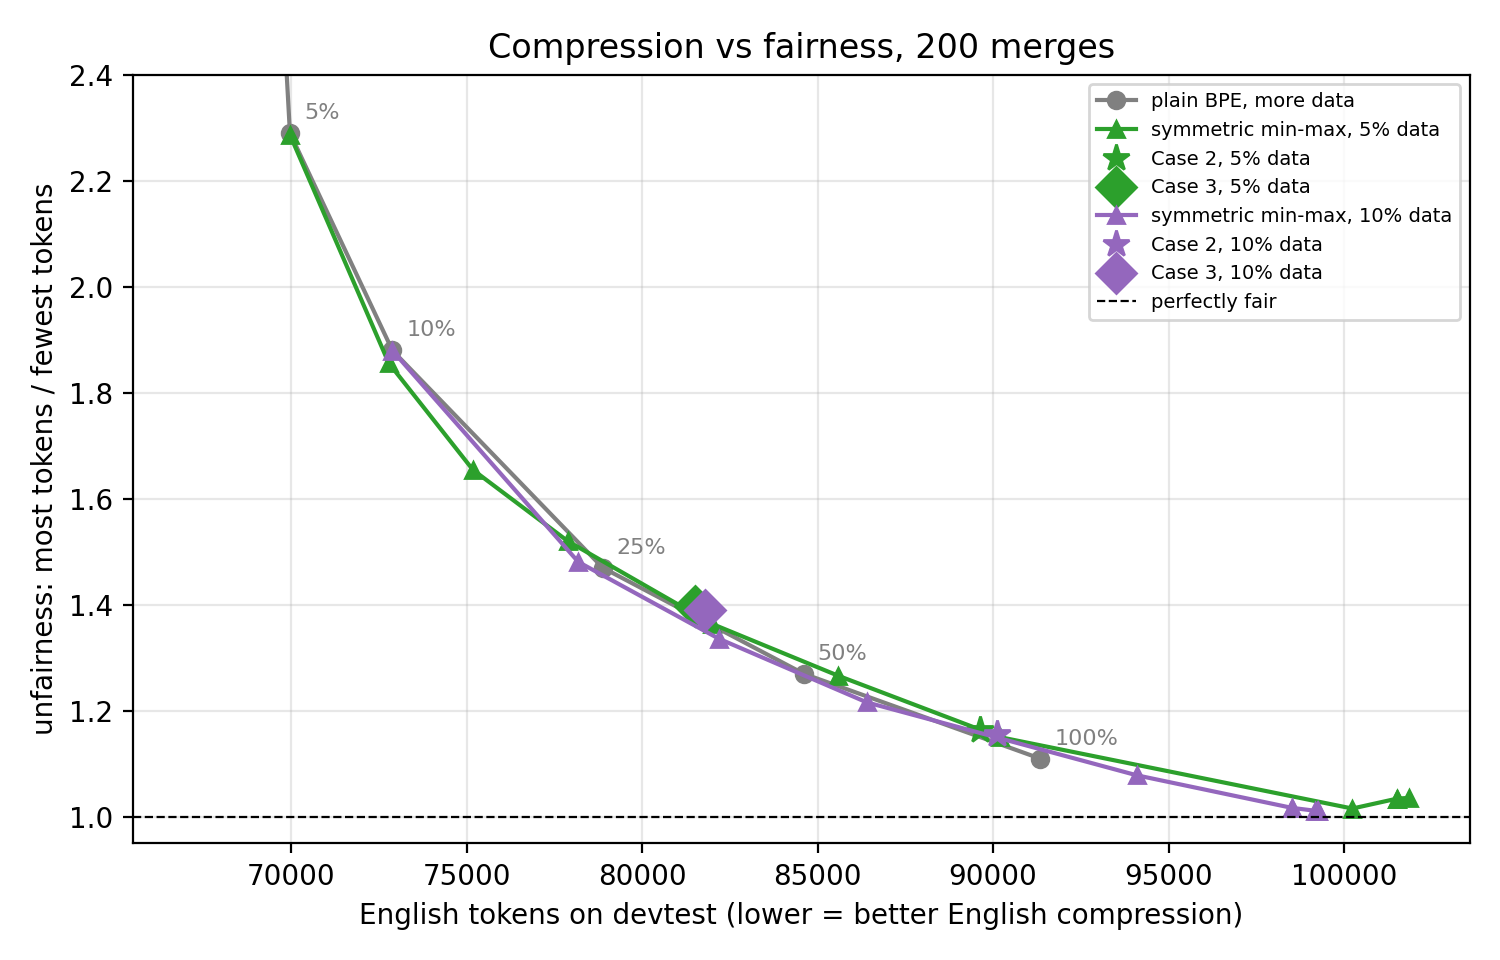 Compression vs fairness, 200 merges
2.4
2.2
2.0
1.8
1.6
1.4
1.2
1.0
unfairness: most tokens / fewest tokens
5%
10%
25%
50%
100%
plain BPE, more data
symmetric min-max, 5% data
Case 2, 5% data
Case 3, 5% data
symmetric min-max, 10% data
Case 2, 10% data
Case 3, 10% data
perfectly fair
70000
75000
80000
85000
90000
95000
100000
English tokens on devtest (lower = better English compression)